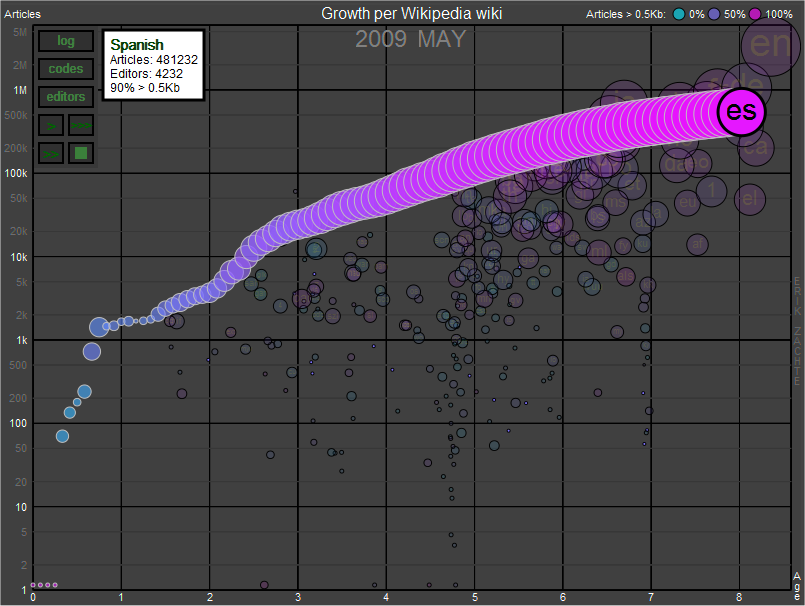 Articles
Growth per Wikipedia wiki
Articles > 0.5Kb: 0% 50% 100%
2009 MAY
log
codes
editors
>
>>>
>>
Spanish
Articles: 481232
Editors: 4232
90% > 0.5Kb
5M
2M
1M
500k
200k
100k
50k
20k
10k
5k
2k
1k
500
200
100
50
20
10
5
2
1
0 1 2 3 4 5 6 7 8
Age
en
de
es
ca
eu
el
af
ms
ERIK ZACHTE